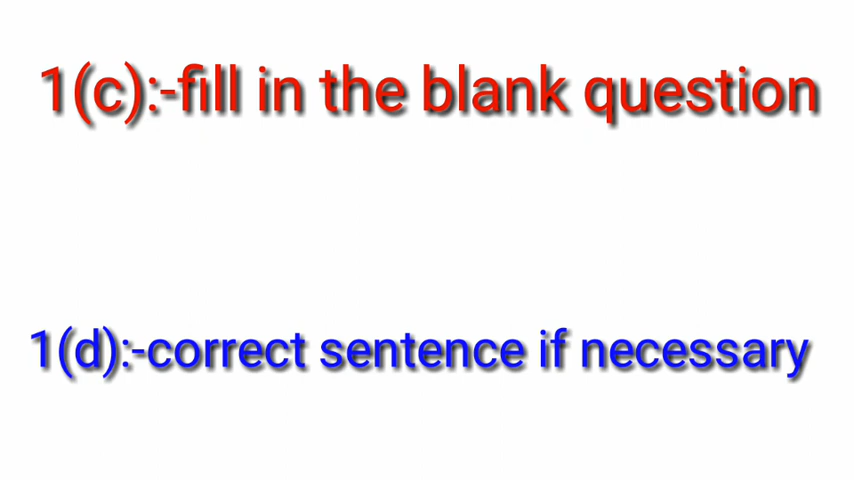 1(c):-fill in the blank question
1(d):-correct sentence if necessary